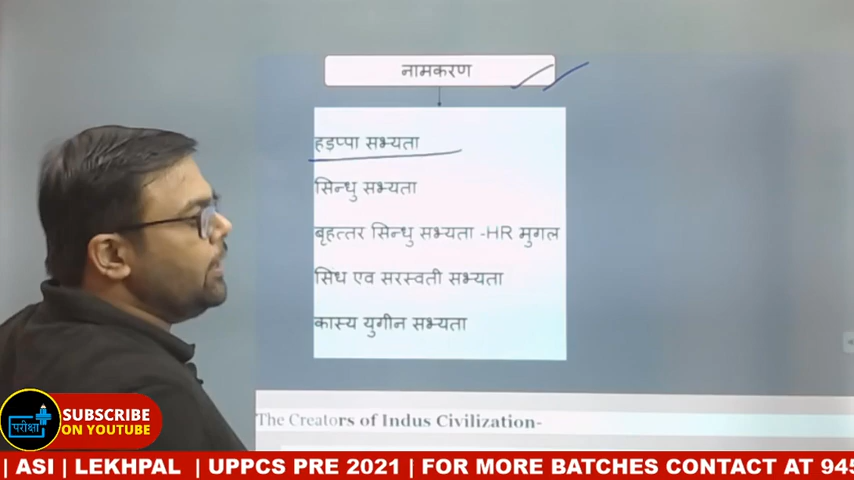 नामकरण
हड़प्पा सभ्यता
सिन्धु सभ्यता
बृहत्तर सिन्धु सभ्यता -HR मुगल
सिध एव सरस्वती सभ्यता
कास्य युगीन सभ्यता
The Creators of Indus Civilization-
परीक्षा
SUBSCRIBE
ON YOUTUBE
| ASI | LEKHPAL | UPPCS PRE 2021 | FOR MORE BATCHES CONTACT AT 945